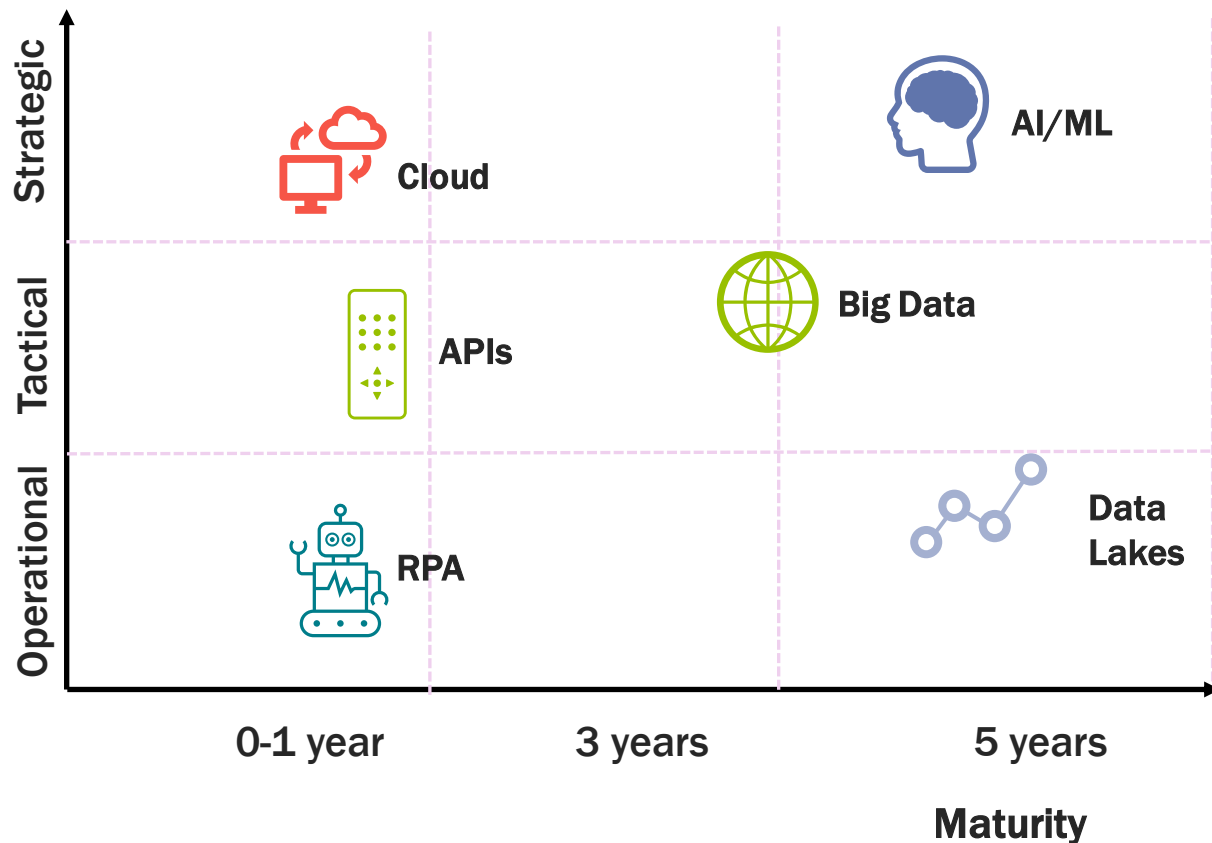 Strategic
AI/ML
Cloud
Tactical
Big Data
APIs
Operational
Data
Lakes
RPA
0-1 year
3 years
5 years
Maturity